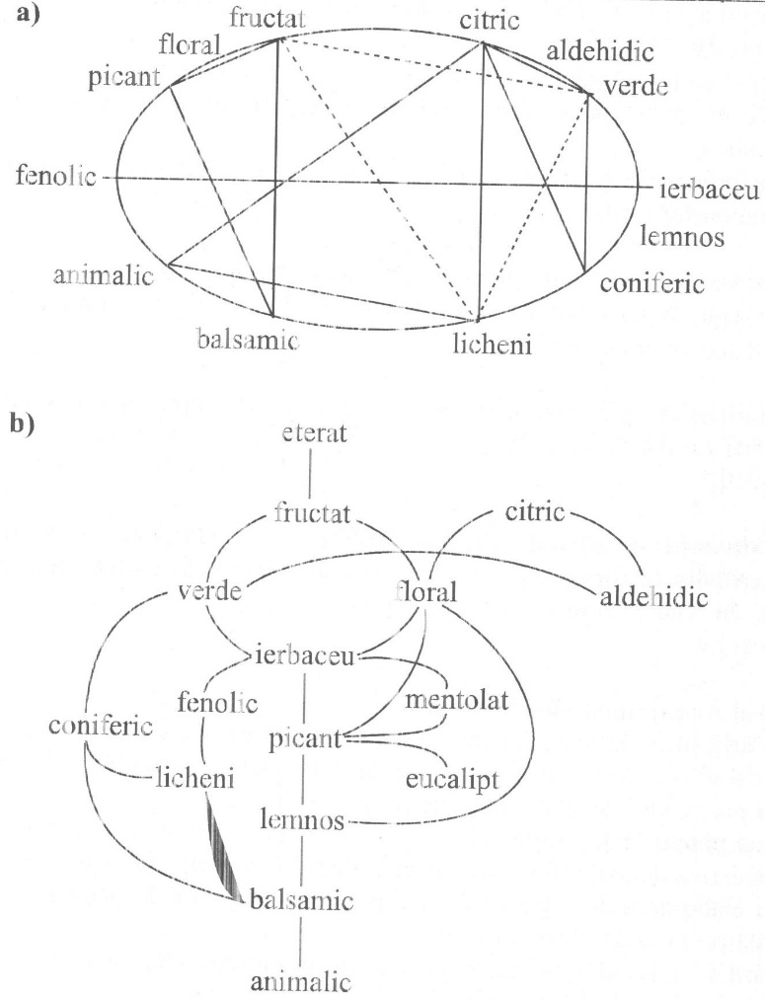 a)
fructat
citric
floral
aldehidic
picant
verde
fenolic
ierbaceu
lemnos
animalic
coniferic
balsamic
licheni
b)
eterat
fructat
citric
verde
floral
aldehidic
ierbaceu
fenolic
mentolat
coniferic
picant
licheni
eucalipt
lemnos
balsamic
animalic